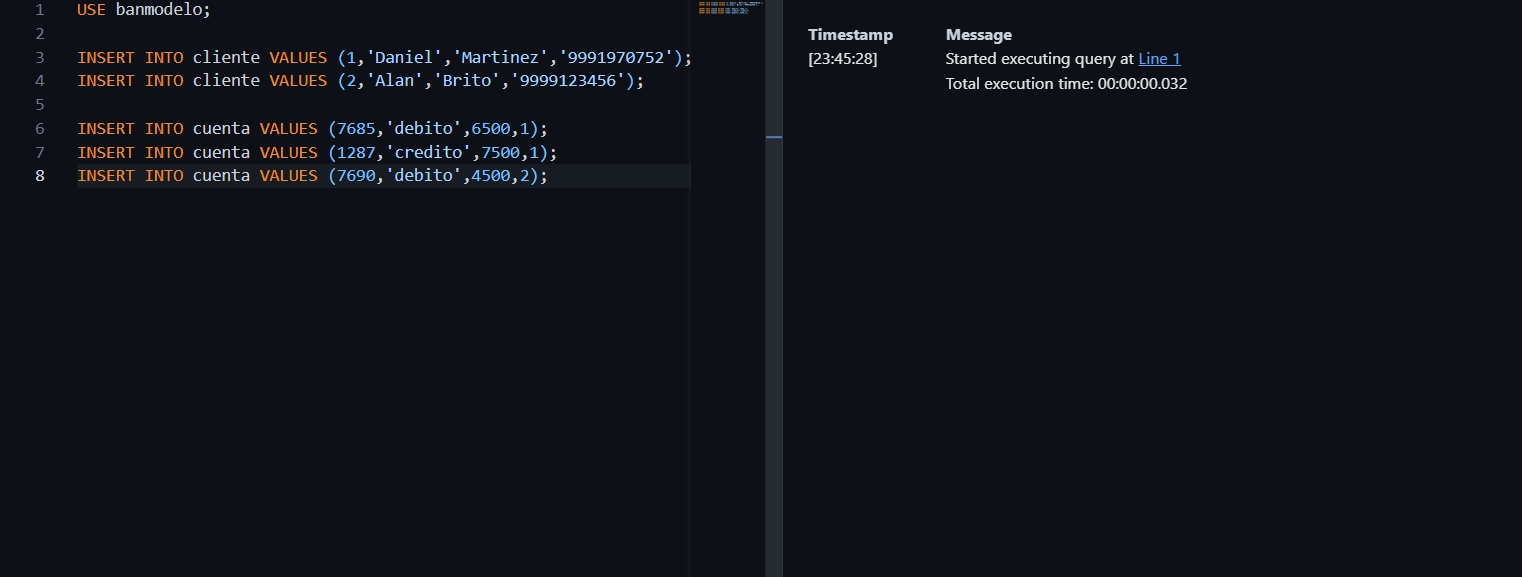 1 USE banmodelo;
2
3 INSERT INTO cliente VALUES (1,'Daniel','Martinez','9991970752');
4 INSERT INTO cliente VALUES (2,'Alan','Brito','9999123456');
5
6 INSERT INTO cuenta VALUES (7685,'debito',6500,1);
7 INSERT INTO cuenta VALUES (1287,'credito',7500,1);
8 INSERT INTO cuenta VALUES (7690,'debito',4500,2);
Timestamp Message
[23:45:28] Started executing query at Line 1
Total execution time: 00:00:00.032